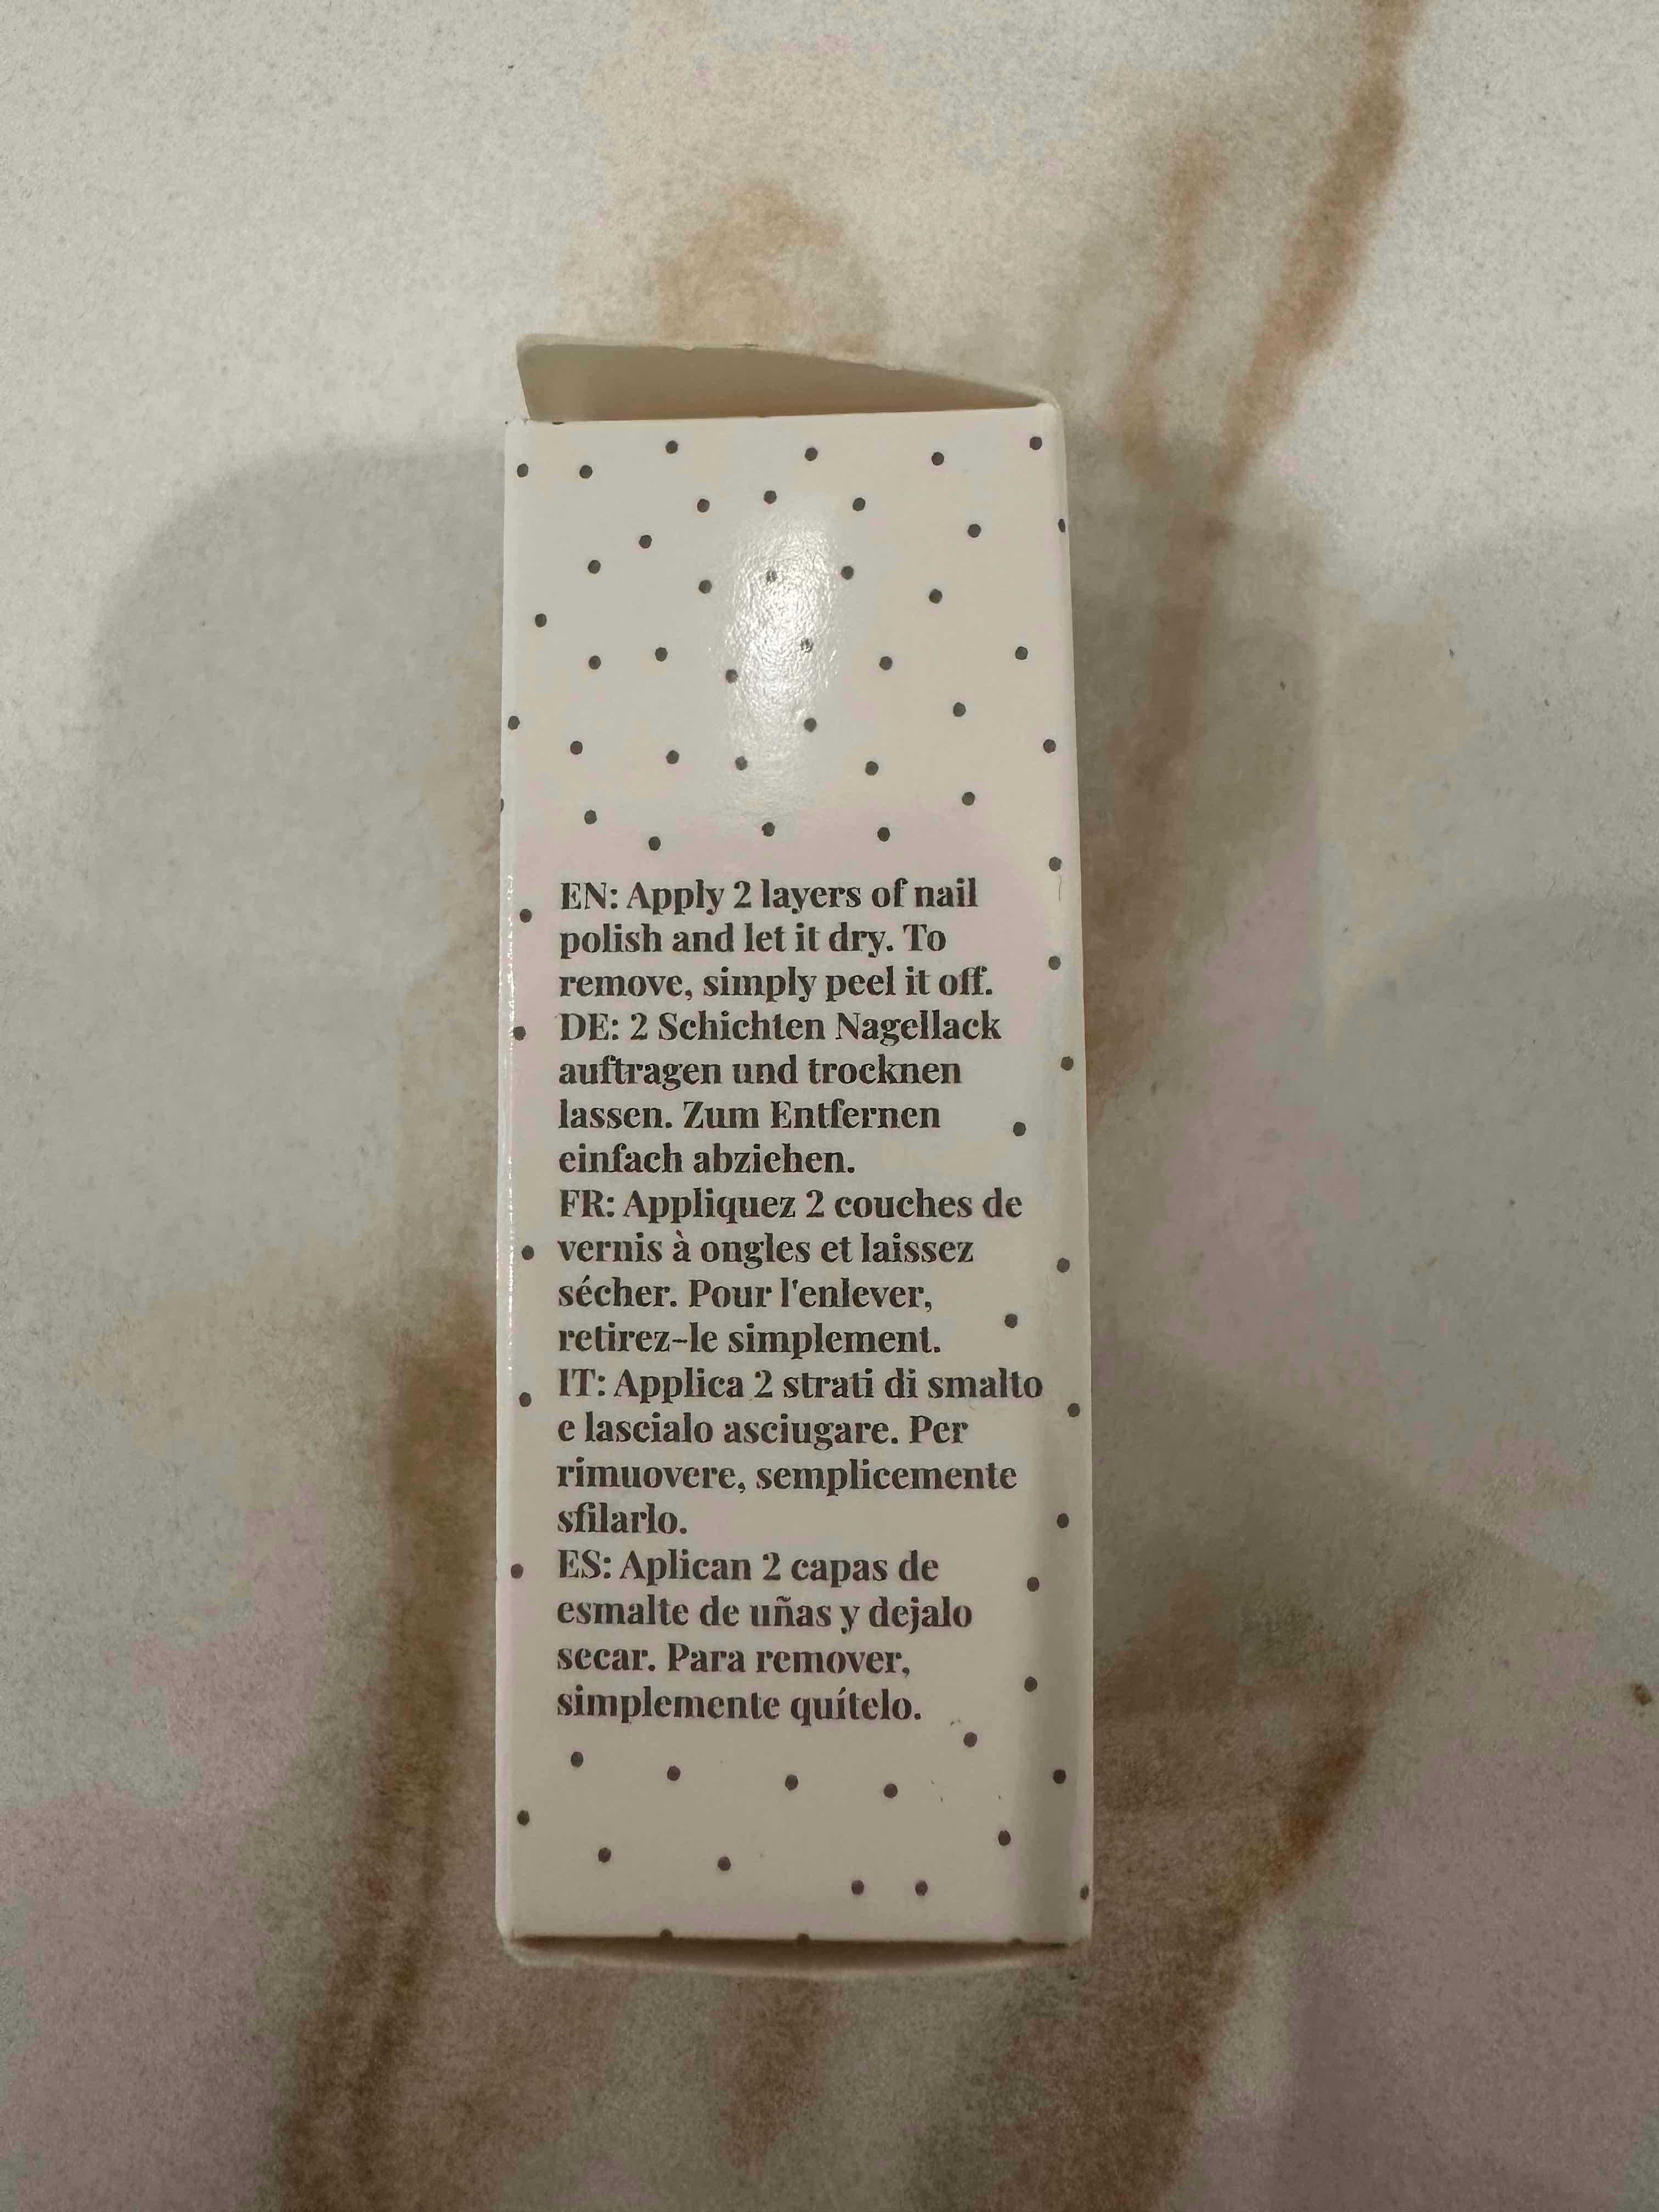 EN: Apply 2 layers of nail
polish and let it dry. To
remove, simply peel it off.
DE: 2 Schichten Nagellack
auftragen und trocknen
lassen. Zum Entfernen
einfach abziehen.
FR: Appliquez 2 couches de
vernis à ongles et laissez
sécher. Pour l'enlever,
retirez-le simplement.
IT: Applica 2 strati di smalto
e lascialo asciugare. Per
rimuovere, semplicemente
sfilarlo.
ES: Aplican 2 capas de
esmalte de uñas y dejalo
secar. Para remover,
simplemente quítelo.